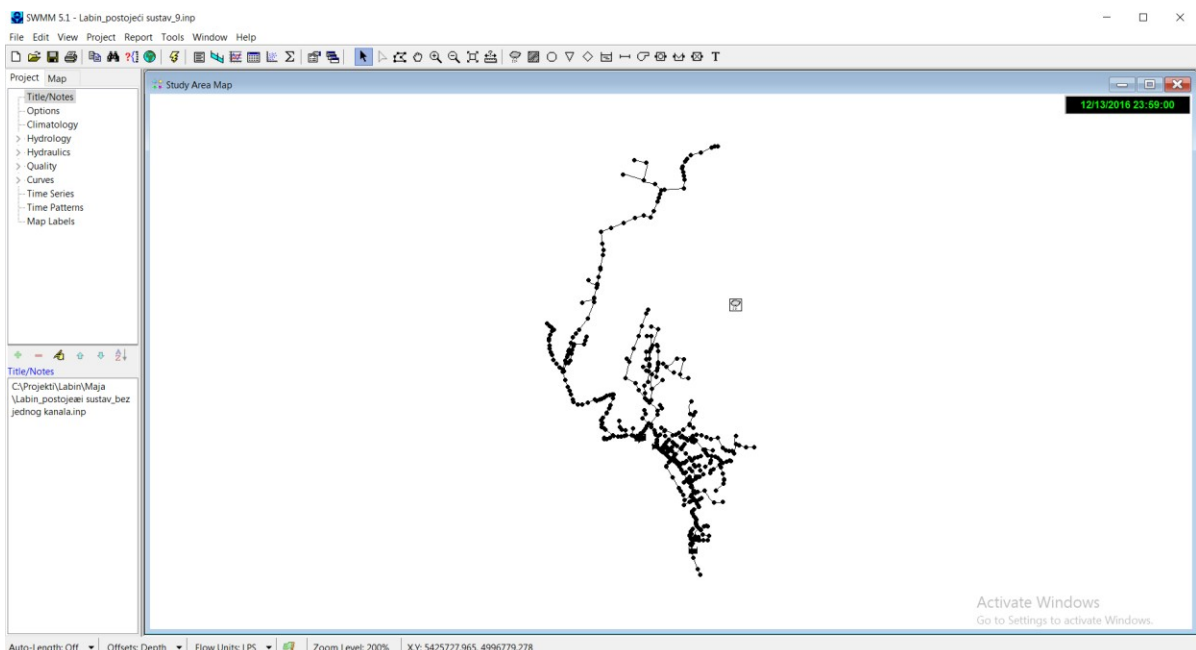 SWMM 5.1 - Labin_postojeći sustav_9.inp
File Edit View Project Report Tools Window Help
Project Map
Study Area Map
12/13/2016 23:59:00
Title/Notes
Options
Climatology
Hydrology
Hydraulics
Quality
Curves
Time Series
Time Patterns
Map Labels
Title/Notes
C:\Projekti\Labin\Maja
\Labin_postojeæi sustav_bez
jednog kanala.inp
Activate Windows
Go to Settings to activate Windows.
Auto-Length: Off Offsets: Depth Flow Units: LPS Zoom Level: 200% X,Y: 5425727.965, 4996779.278